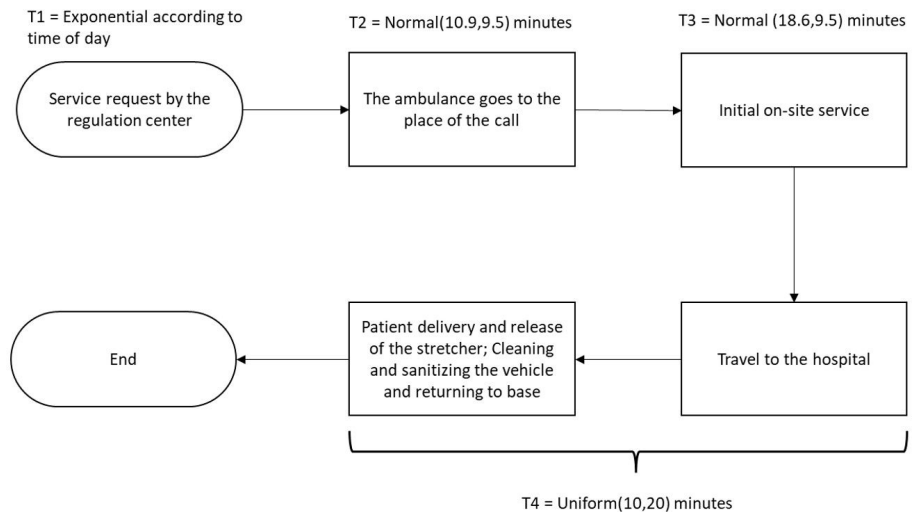 T1 = Exponential according to
time of day
T2 = Normal(10.9,9.5) minutes
T3 = Normal (18.6,9.5) minutes
Service request by the
regulation center
The ambulance goes to the
place of the call
Initial on-site service
End
Patient delivery and release
of the stretcher; Cleaning
and sanitizing the vehicle
and returning to base
Travel to the hospital
T4 = Uniform(10,20) minutes